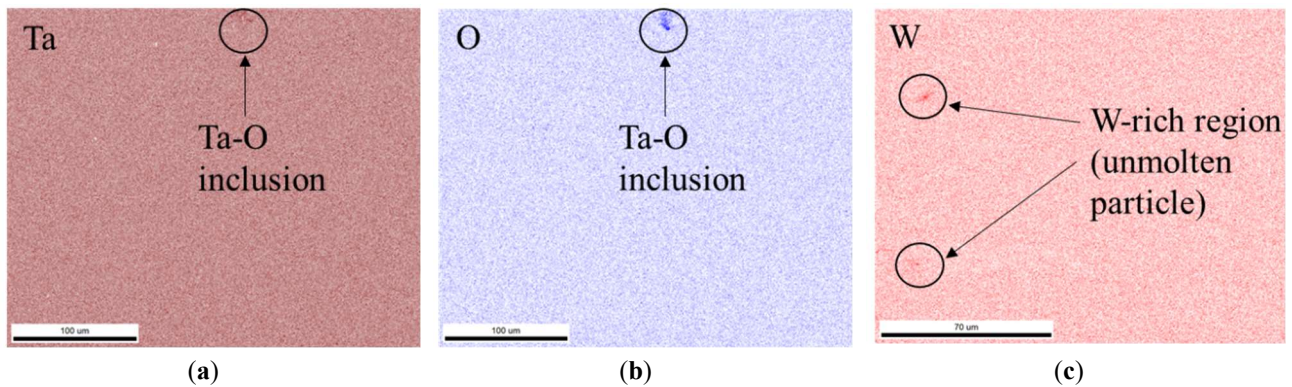 Ta
Ta-O
inclusion
100 um
(a)
O
Ta-O
inclusion
100 um
(b)
W
W-rich region
(unmolten
particle)
70 um
(c)